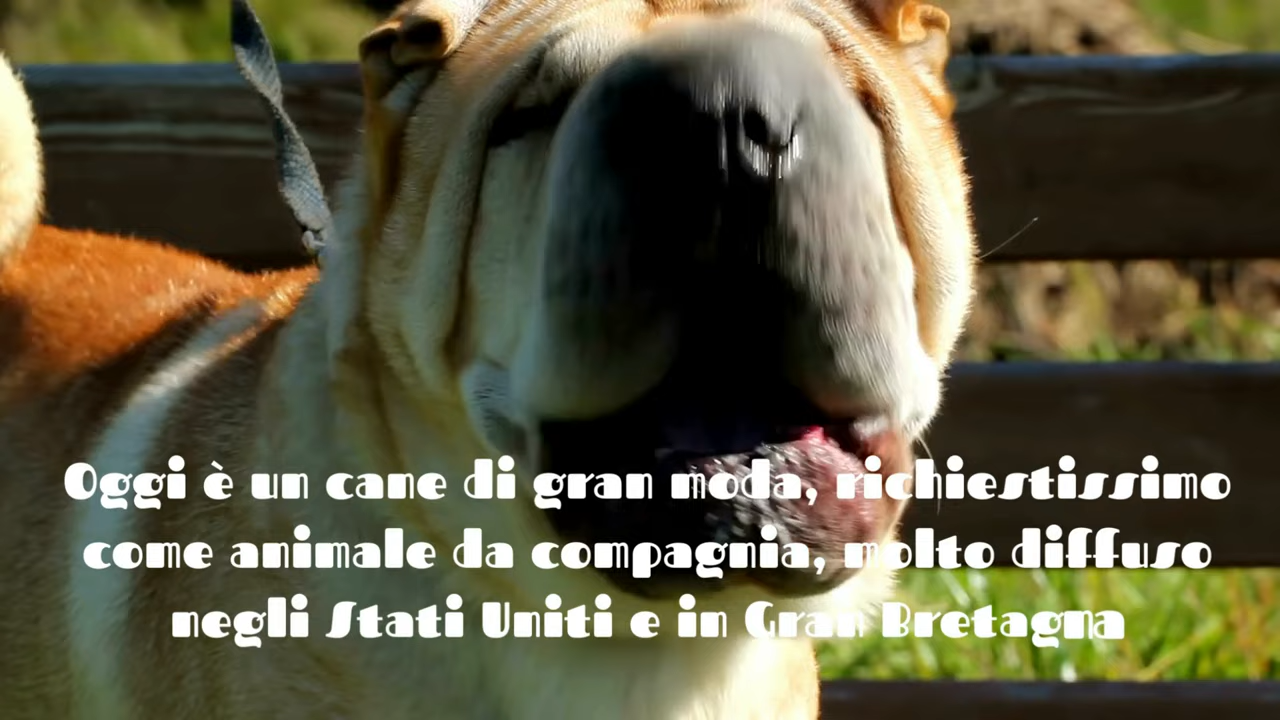 Oggi è un cane di gran moda, richiestissimo
come animale da compagnia, molto diffuso
negli Stati Uniti e in Gran Bretagna